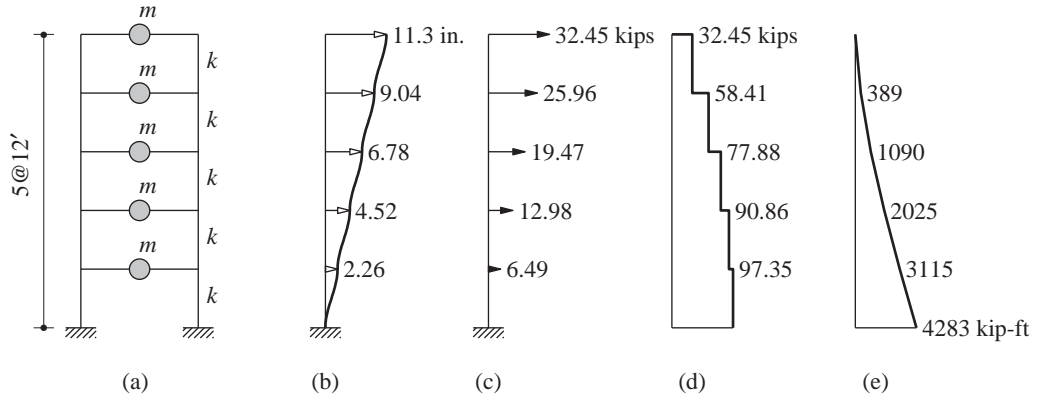 m
m
m
m
m
k
k
k
k
k
5@12′
(a)
11.3 in.
9.04
6.78
4.52
2.26
(b)
32.45 kips
25.96
19.47
12.98
6.49
(c)
32.45 kips
58.41
77.88
90.86
97.35
(d)
389
1090
2025
3115
4283 kip-ft
(e)